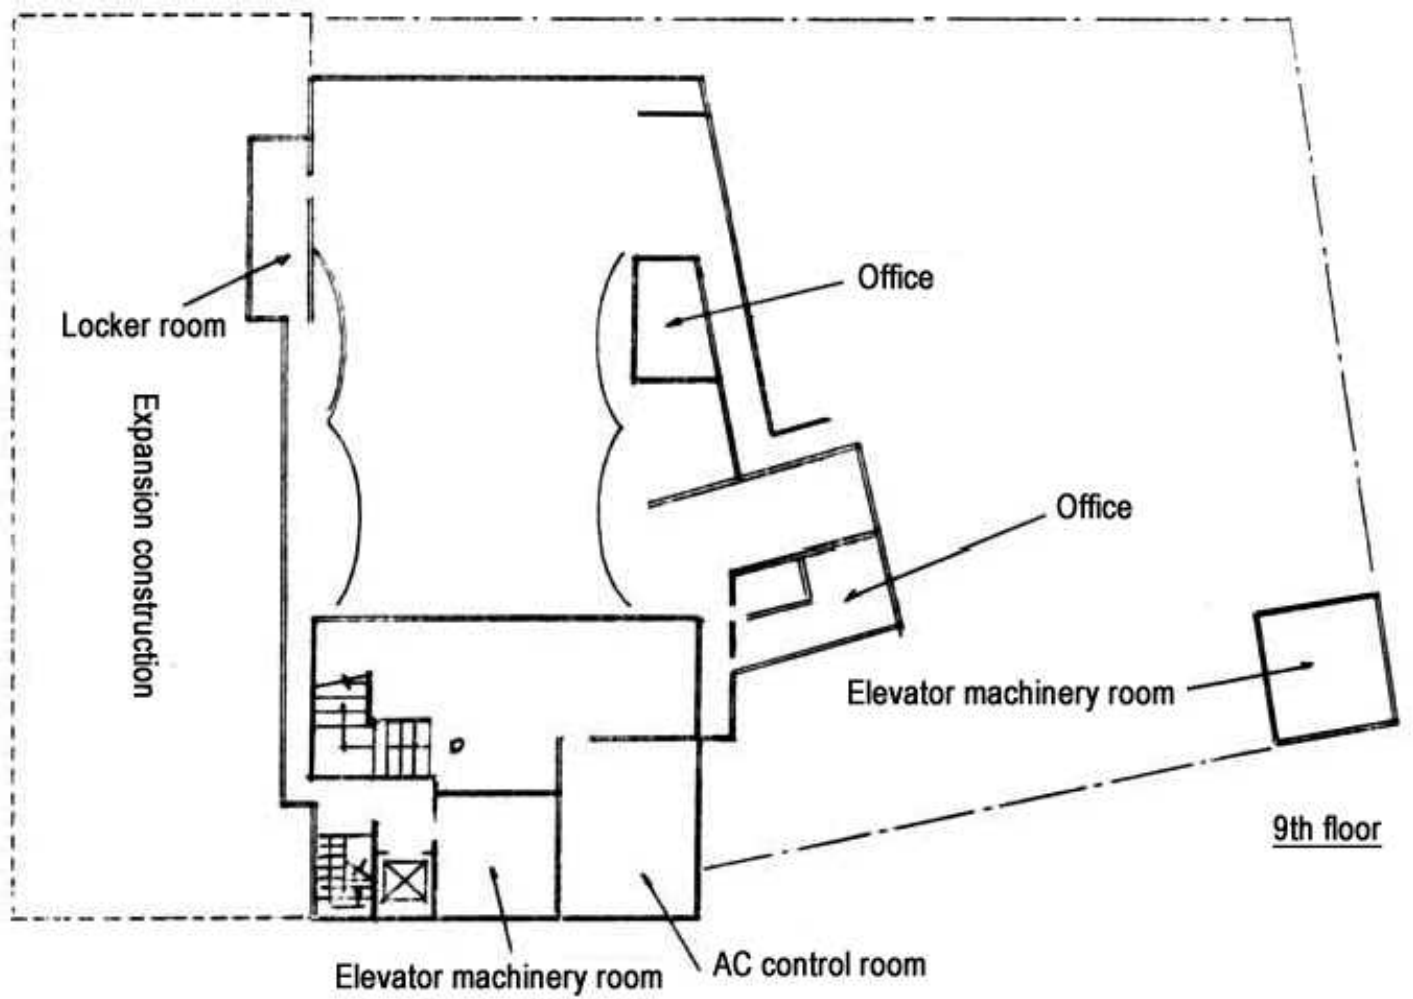 Office
Locker room
Expansion construction
Office
Elevator machinery room
9th floor
Elevator machinery room
AC control room